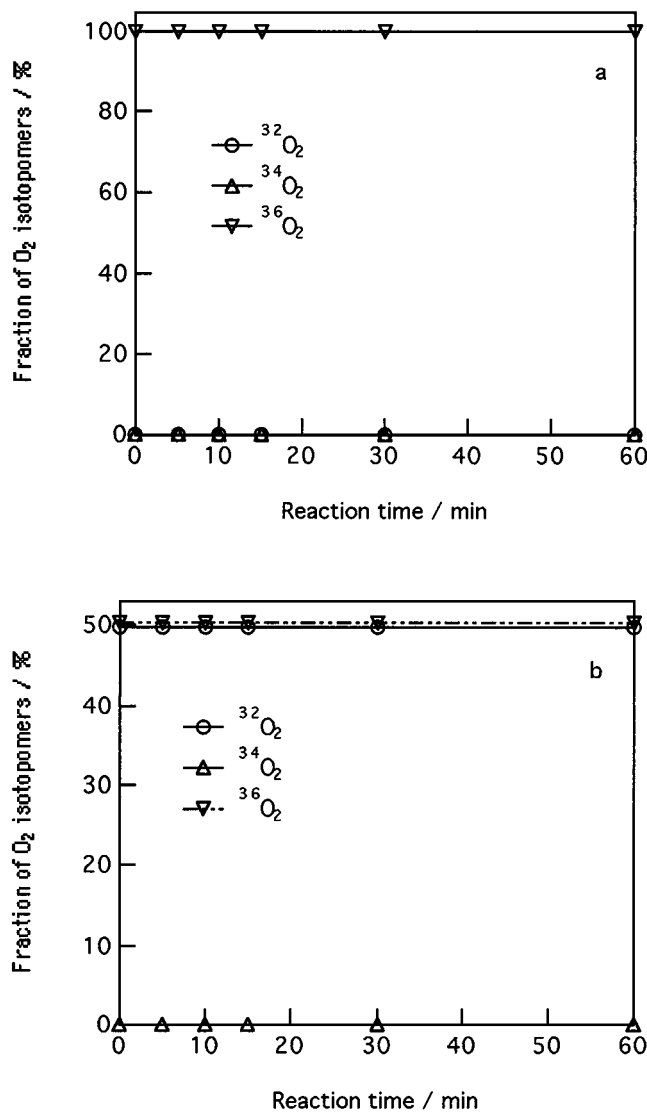 100
80
60
40
20
0
Fraction of O₂ isotopomers / %
a
³²O₂
³⁴O₂
³⁶O₂
0 10 20 30 40 50 60
Reaction time / min
50
40
30
20
10
0
Fraction of O₂ isotopomers / %
b
³²O₂
³⁴O₂
³⁶O₂
0 10 20 30 40 50 60
Reaction time / min